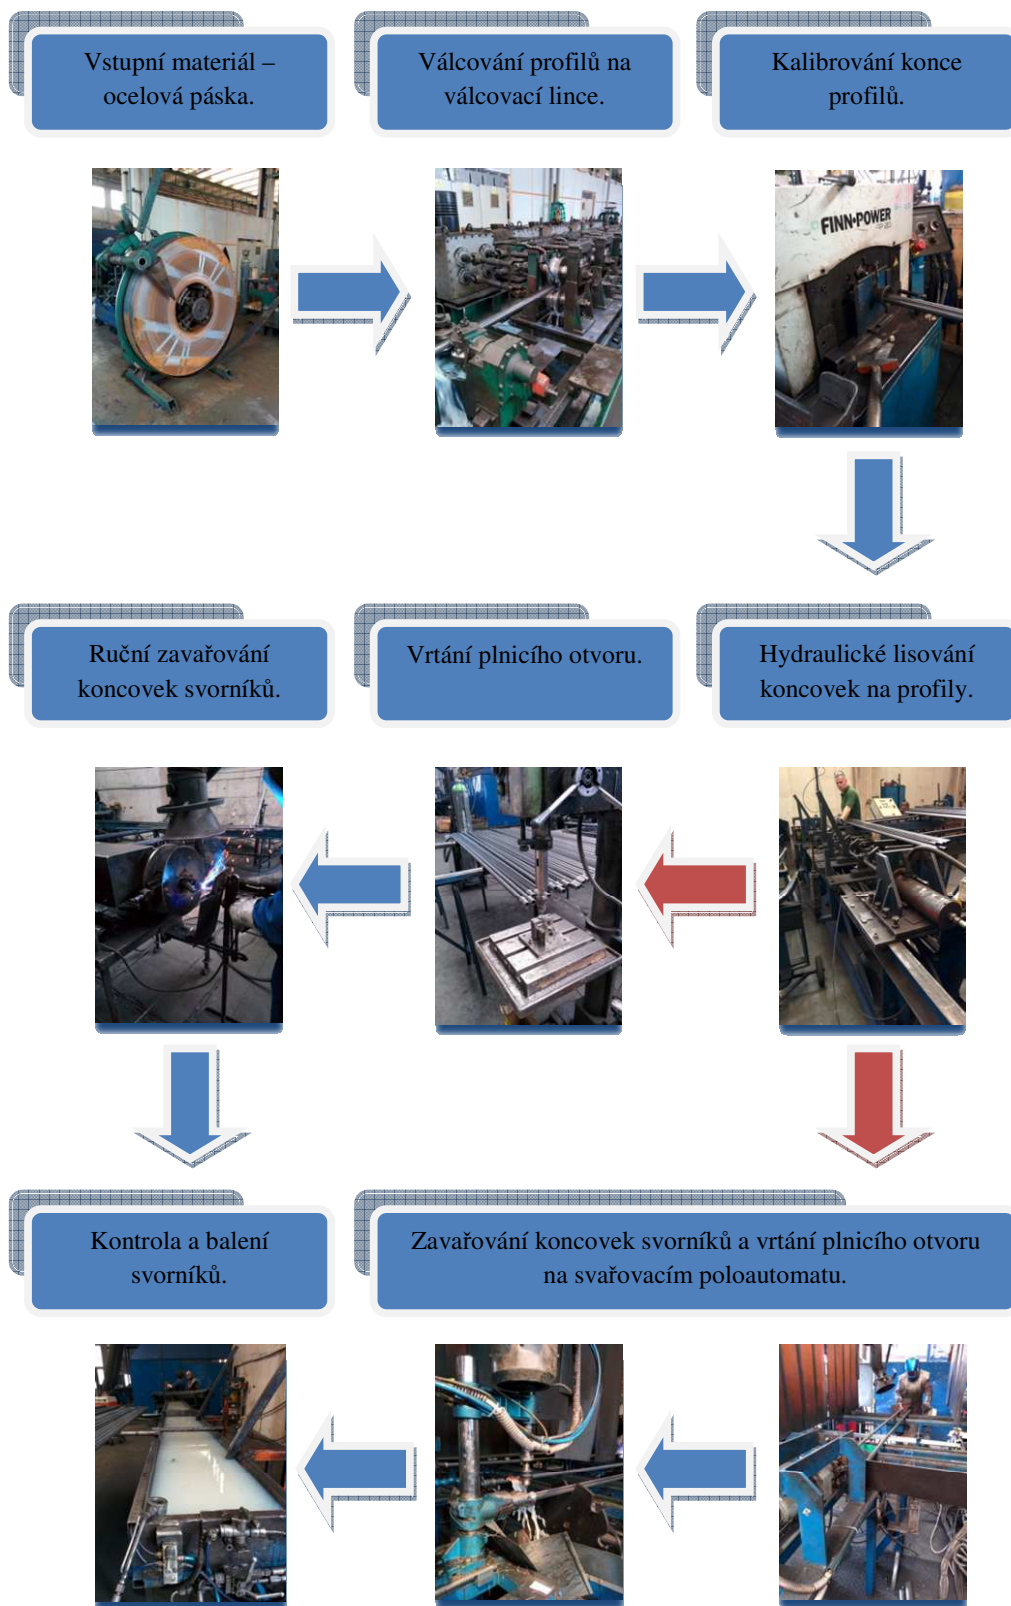 Vstupní materiál –
ocelová páska.
Válcování profilů na
válcovací lince.
Kalibrování konce
profilů.
FINN-POWER
Ruční zavařování
koncovek svorníků.
Vrtání plnicího otvoru.
Hydraulické lisování
koncovek na profily.
Kontrola a balení
svorníků.
Zavařování koncovek svorníků a vrtání plnicího otvoru
na svařovacím poloautomatu.